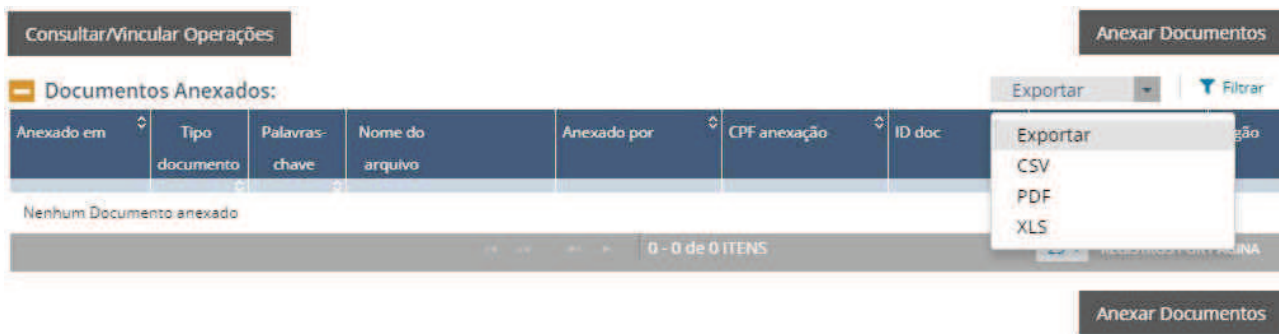 Consultar/Vincular Operações
Anexar Documentos
Documentos Anexados:
Exportar
Filtrar
Anexado em
Tipo documento
Palavras-chave
Nome do arquivo
Anexado por
CPF anexação
ID doc
Exportar
CSV
PDF
XLS
Nenhum Documento anexado
0 - 0 de 0 ITENS
Anexar Documentos